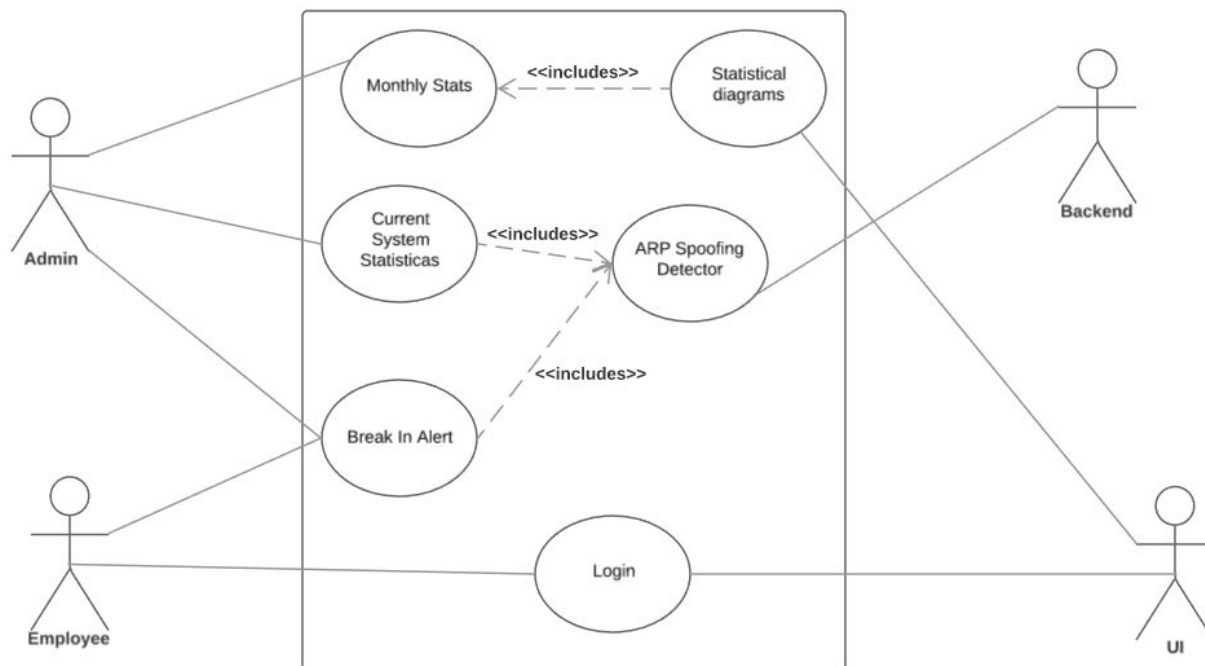 Monthly Stats
<<includes>>
Statistical
diagrams
Admin
Current
System
Statisticas
<<includes>>
ARP Spoofing
Detector
Backend
<<includes>>
Break In Alert
Employee
Login
UI